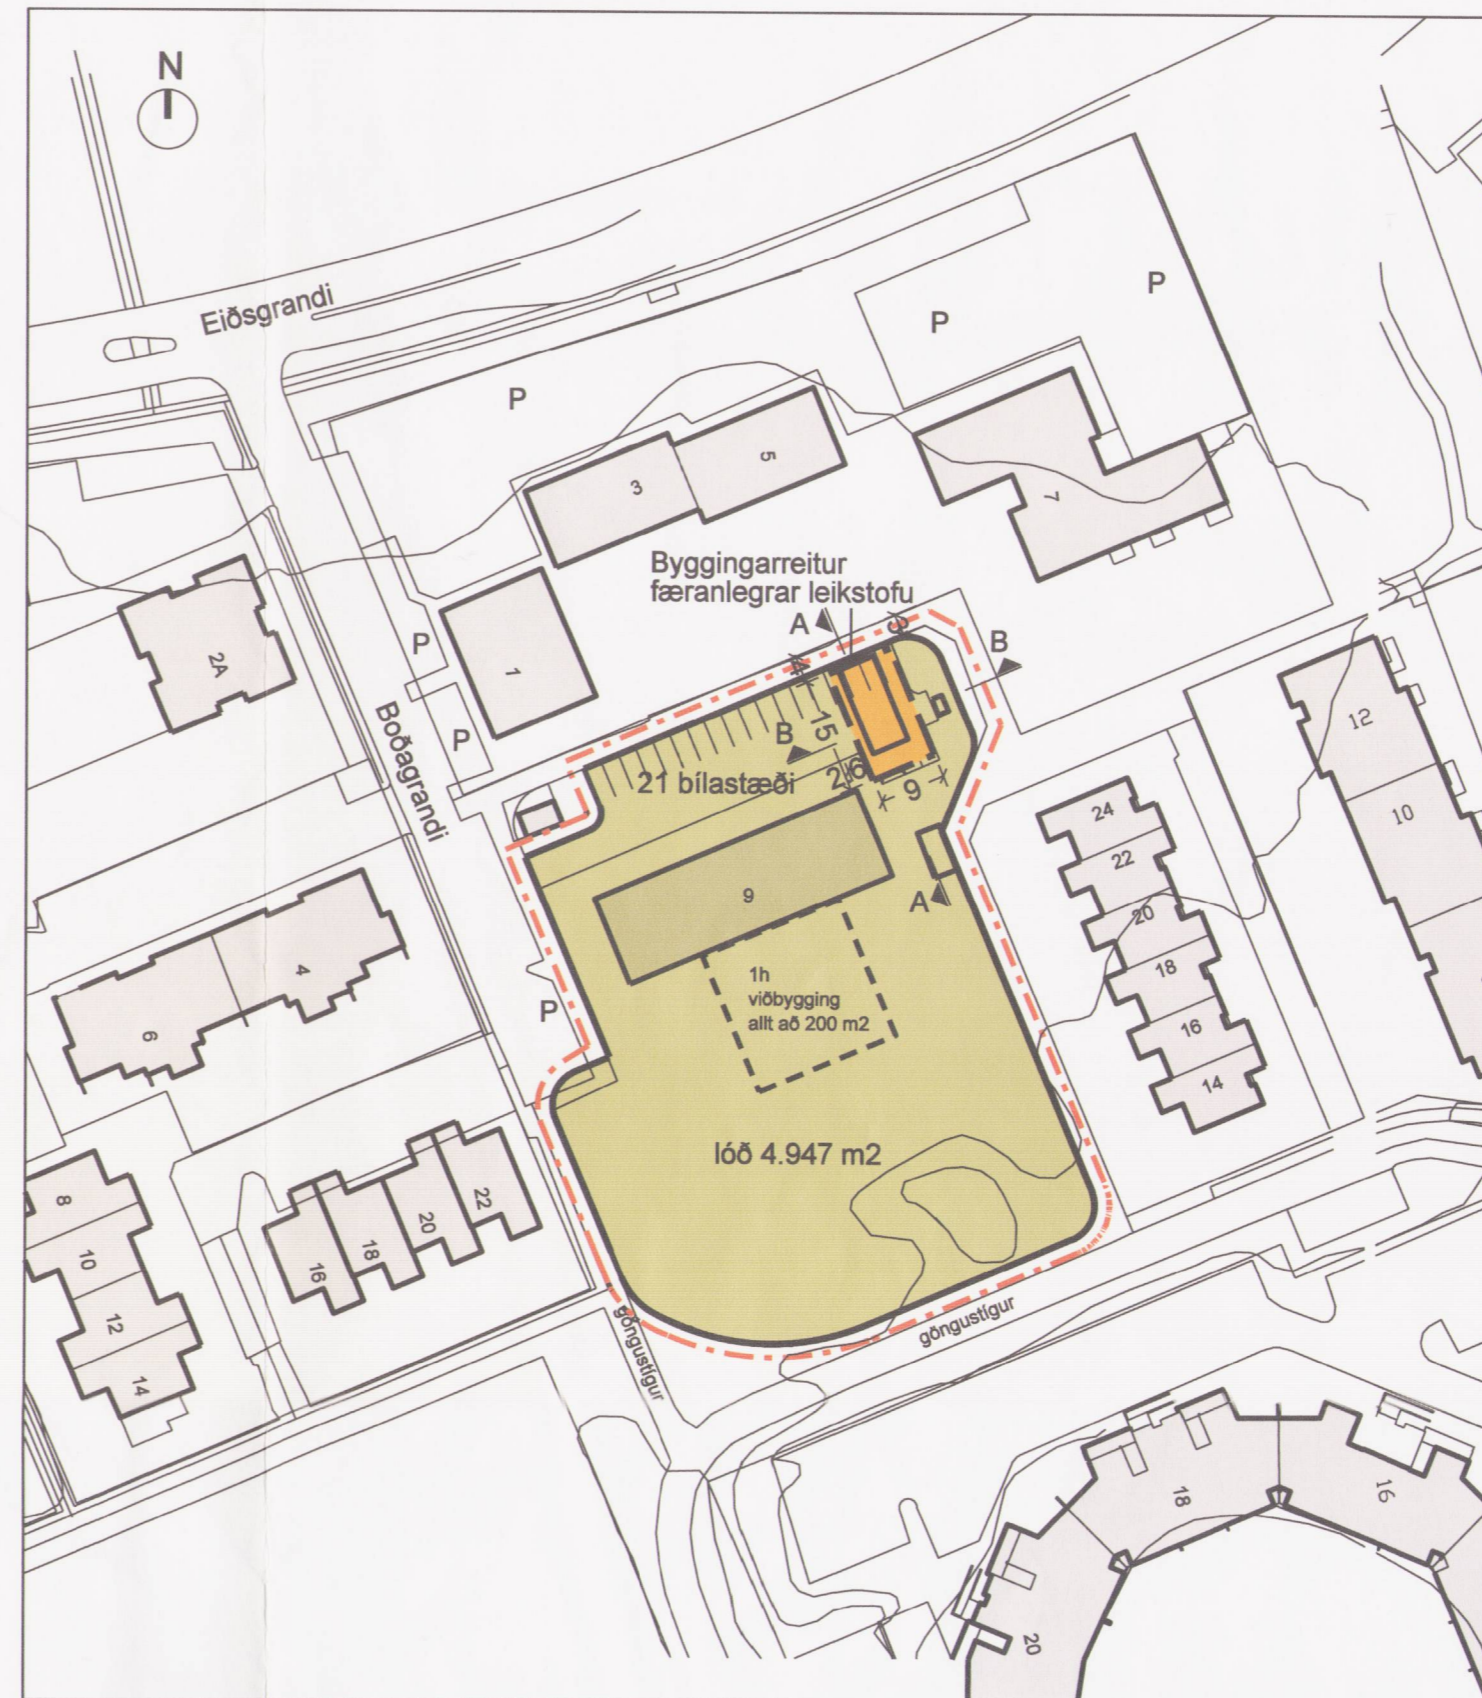 N
Eiðsgrandi
P
P
P
3
5
7
Byggingarreitur
færanlegrar leikstofu
A
B
3
4
2A
1
P
P
Boðagrandi
15
B
2,6
9
21 bílastæði
12
10
24
22
20
18
16
14
9
A
1h
viðbygging
allt að 200 m2
P
4
6
lóð 4.947 m2
8
10
12
14
16
18
20
22
göngustígur
göngustígur
18
16
20